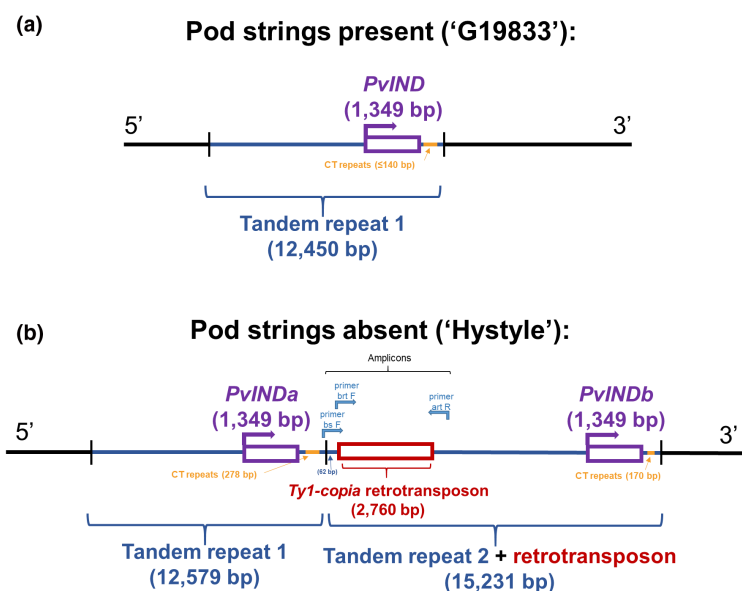 (a)
Pod strings present (‘G19833’):
PvIND
(1,349 bp)
5’
3’
CT repeats (≤140 bp)
Tandem repeat 1
(12,450 bp)
(b)
Pod strings absent (‘Hystyle’):
Amplicons
primer
brt F
primer
art R
primer
bs F
PvINDa
(1,349 bp)
PvINDb
(1,349 bp)
5’
3’
CT repeats (278 bp)
(62 bp)
CT repeats (170 bp)
Ty1-copia retrotransposon
(2,760 bp)
Tandem repeat 1
(12,579 bp)
Tandem repeat 2 + retrotransposon
(15,231 bp)